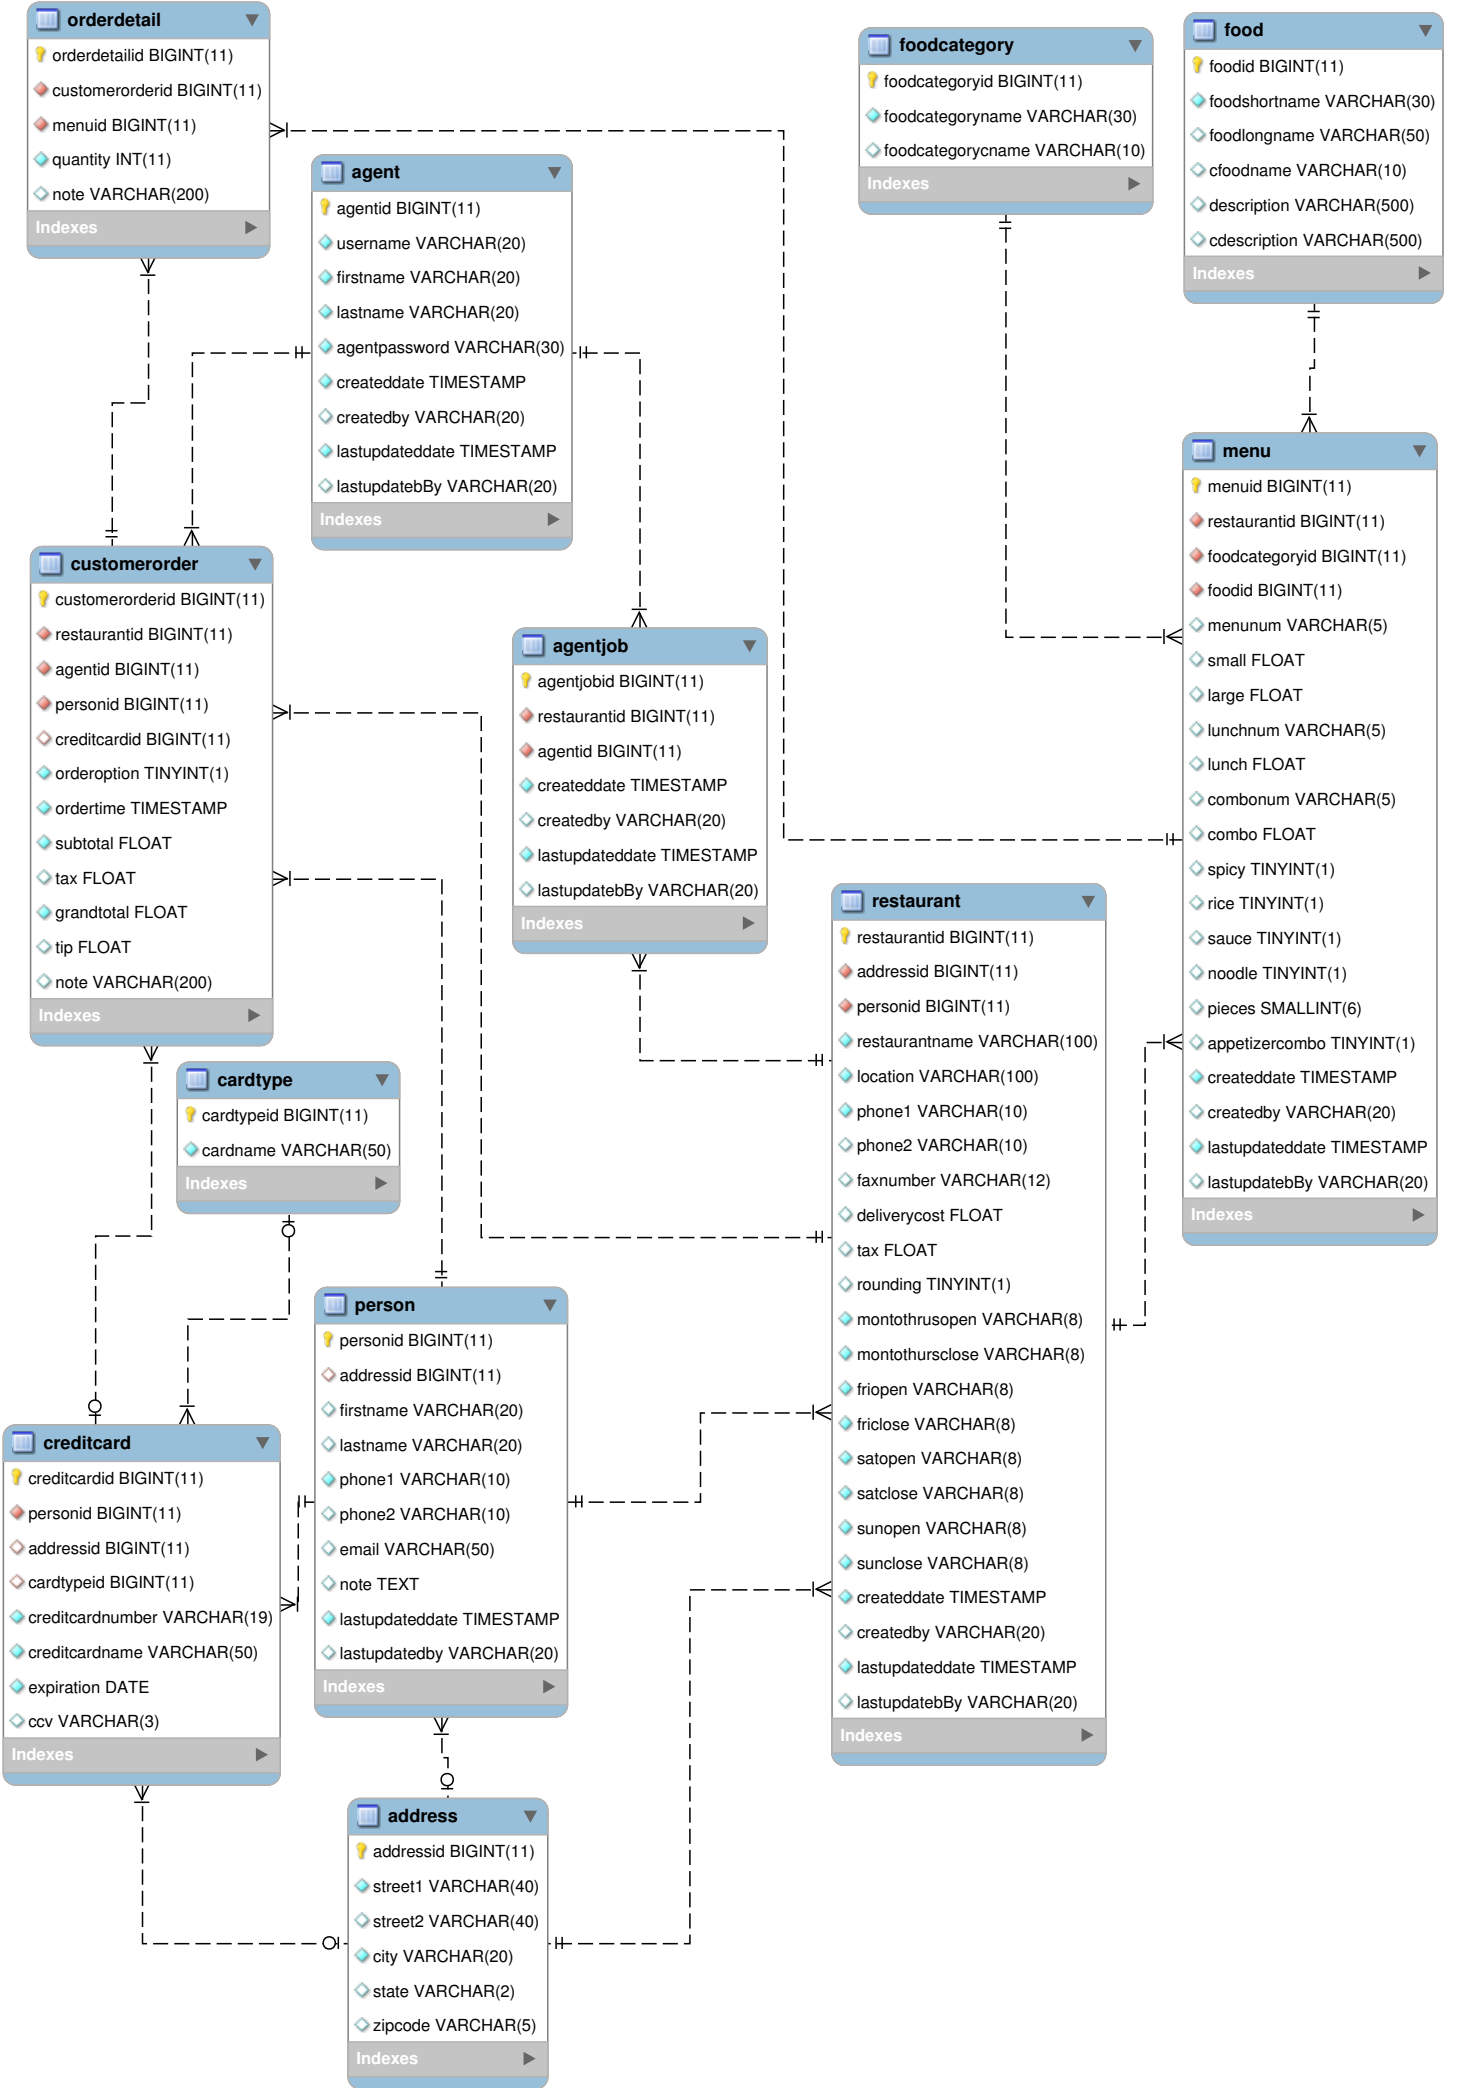 orderdetail
orderdetailid BIGINT(11)
customerorderid BIGINT(11)
menuid BIGINT(11)
quantity INT(11)
note VARCHAR(200)
Indexes
agent
agentid BIGINT(11)
username VARCHAR(20)
firstname VARCHAR(20)
lastname VARCHAR(20)
agentpassword VARCHAR(30)
createddate TIMESTAMP
createdby VARCHAR(20)
lastupdateddate TIMESTAMP
lastupdatebBy VARCHAR(20)
Indexes
foodcategory
foodcategoryid BIGINT(11)
foodcategoryname VARCHAR(30)
foodcategorycname VARCHAR(10)
Indexes
food
foodid BIGINT(11)
foodshortname VARCHAR(30)
foodlongname VARCHAR(50)
cfoodname VARCHAR(10)
description VARCHAR(500)
cdescription VARCHAR(500)
Indexes
customerorder
customerorderid BIGINT(11)
restaurantid BIGINT(11)
agentid BIGINT(11)
personid BIGINT(11)
creditcardid BIGINT(11)
orderoption TINYINT(1)
ordertime TIMESTAMP
subtotal FLOAT
tax FLOAT
grandtotal FLOAT
tip FLOAT
note VARCHAR(200)
Indexes
agentjob
agentjobid BIGINT(11)
restaurantid BIGINT(11)
agentid BIGINT(11)
createddate TIMESTAMP
createdby VARCHAR(20)
lastupdateddate TIMESTAMP
lastupdatebBy VARCHAR(20)
Indexes
menu
menuid BIGINT(11)
restaurantid BIGINT(11)
foodcategoryid BIGINT(11)
foodid BIGINT(11)
menunum VARCHAR(5)
small FLOAT
large FLOAT
lunchnum VARCHAR(5)
lunch FLOAT
combonum VARCHAR(5)
combo FLOAT
spicy TINYINT(1)
rice TINYINT(1)
sauce TINYINT(1)
noodle TINYINT(1)
pieces SMALLINT(6)
appetizercombo TINYINT(1)
createddate TIMESTAMP
createdby VARCHAR(20)
lastupdateddate TIMESTAMP
lastupdatebBy VARCHAR(20)
Indexes
restaurant
restaurantid BIGINT(11)
addressid BIGINT(11)
personid BIGINT(11)
restaurantname VARCHAR(100)
location VARCHAR(100)
phone1 VARCHAR(10)
phone2 VARCHAR(10)
faxnumber VARCHAR(12)
deliverycost FLOAT
tax FLOAT
rounding TINYINT(1)
montothrusopen VARCHAR(8)
montothursclose VARCHAR(8)
friopen VARCHAR(8)
friclose VARCHAR(8)
satopen VARCHAR(8)
satclose VARCHAR(8)
sunopen VARCHAR(8)
sunclose VARCHAR(8)
createddate TIMESTAMP
createdby VARCHAR(20)
lastupdateddate TIMESTAMP
lastupdatebBy VARCHAR(20)
Indexes
cardtype
cardtypeid BIGINT(11)
cardname VARCHAR(50)
Indexes
person
personid BIGINT(11)
addressid BIGINT(11)
firstname VARCHAR(20)
lastname VARCHAR(20)
phone1 VARCHAR(10)
phone2 VARCHAR(10)
email VARCHAR(50)
note TEXT
lastupdateddate TIMESTAMP
lastupdatedby VARCHAR(20)
Indexes
creditcard
creditcardid BIGINT(11)
personid BIGINT(11)
addressid BIGINT(11)
cardtypeid BIGINT(11)
creditcardnumber VARCHAR(19)
creditcardname VARCHAR(50)
expiration DATE
ccv VARCHAR(3)
Indexes
address
addressid BIGINT(11)
street1 VARCHAR(40)
street2 VARCHAR(40)
city VARCHAR(20)
state VARCHAR(2)
zipcode VARCHAR(5)
Indexes